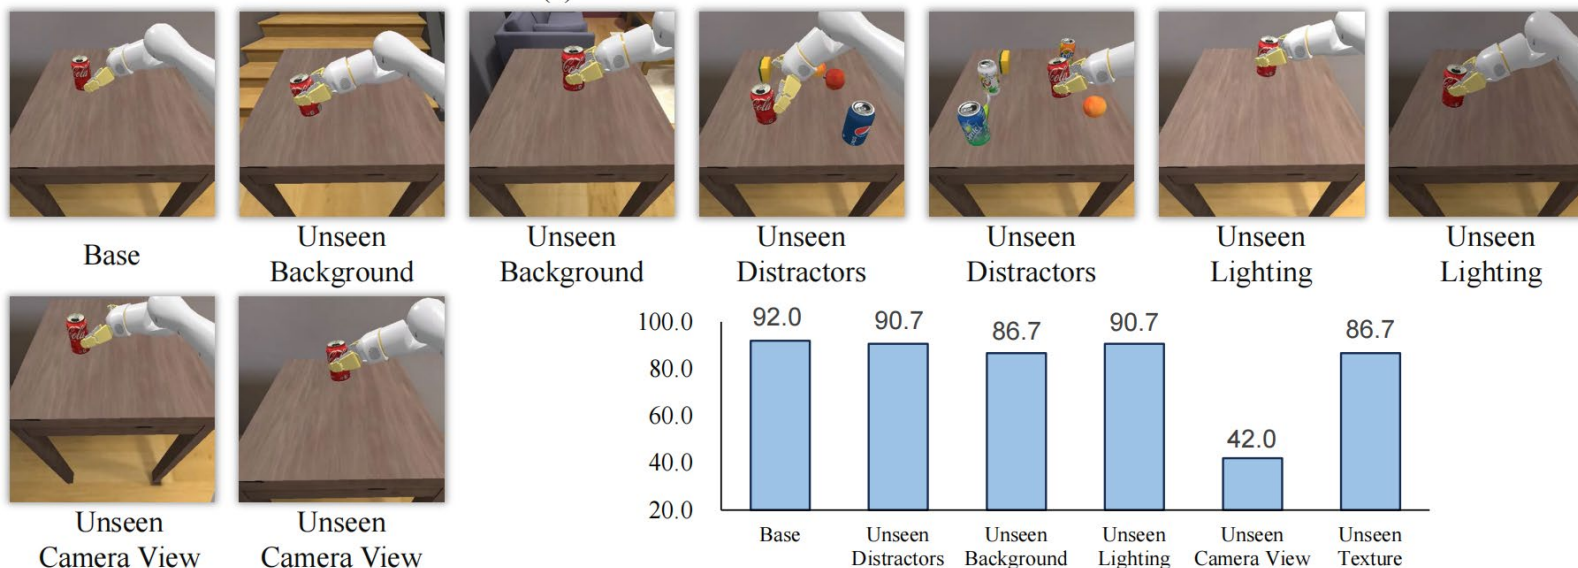 Base
Unseen
Background
Unseen
Background
Unseen
Distractors
Unseen
Distractors
Unseen
Lighting
Unseen
Lighting
Unseen
Camera View
Unseen
Camera View
100.0
80.0
60.0
40.0
20.0
92.0
90.7
86.7
90.7
42.0
86.7
Base
Unseen
Distractors
Unseen
Background
Unseen
Lighting
Unseen
Camera View
Unseen
Texture